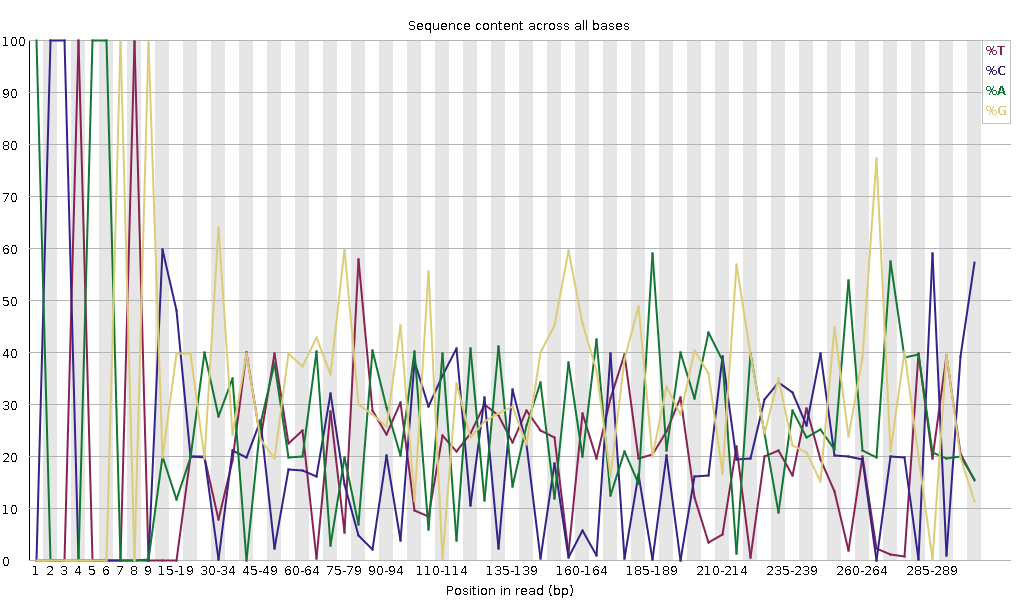 Sequence content across all bases
100
90
80
70
60
50
40
30
20
10
0
%T
%C
%A
%G
1 2 3 4 5 6 7 8 9 15-19 30-34 45-49 60-64 75-79 90-94 110-114 135-139 160-164 185-189 210-214 235-239 260-264 285-289
Position in read (bp)